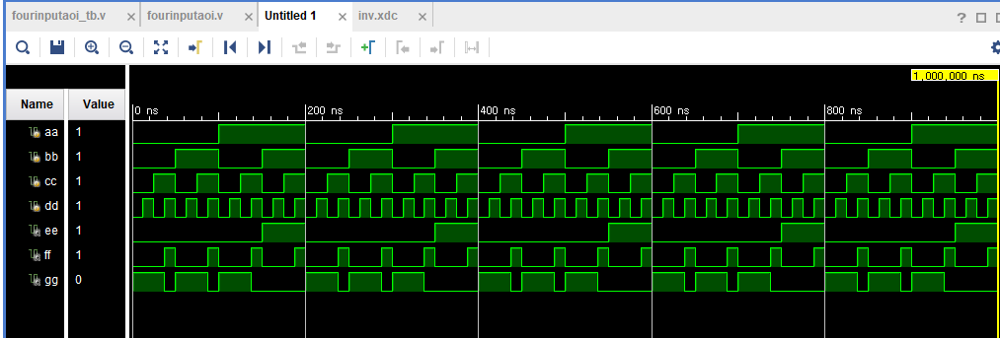 fourinputaoi_tb.v × fourinputaoi.v × Untitled 1 × inv.xdc ×
1,000,000 ns
Name Value 0 ns 200 ns 400 ns 600 ns 800 ns
aa 1
bb 1
cc 1
dd 1
ee 1
ff 1
gg 0